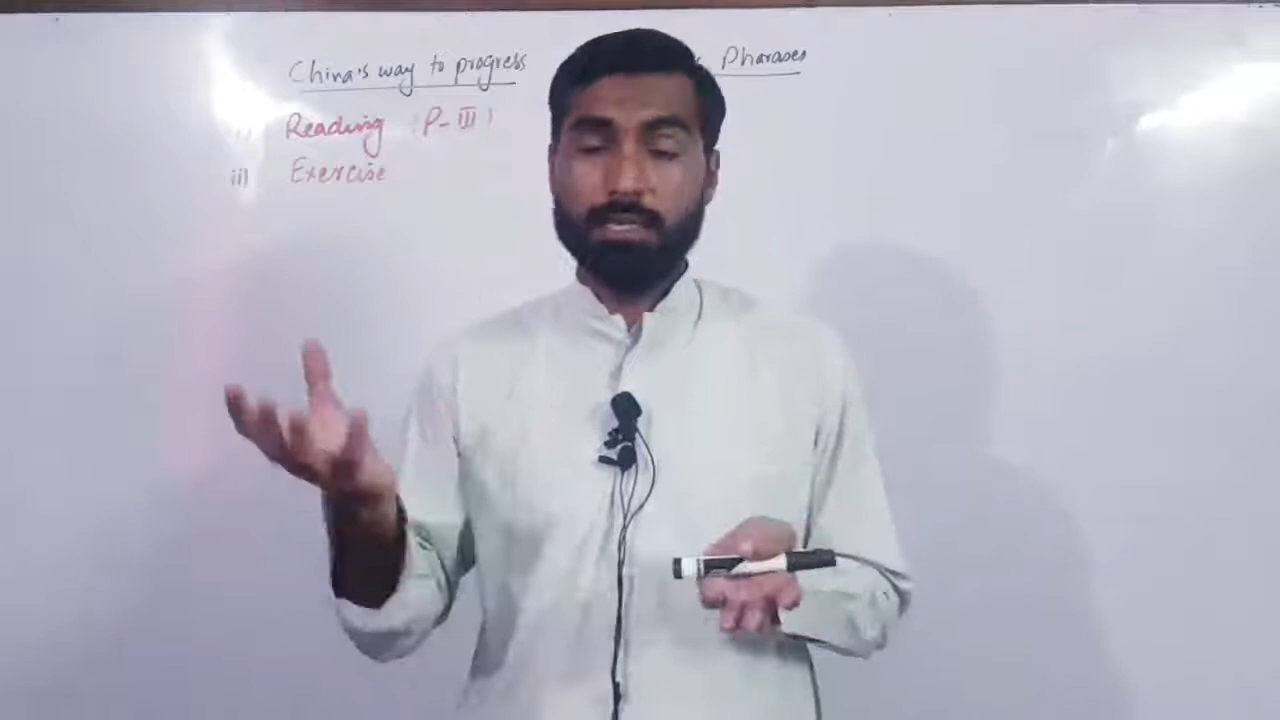 China's way to progress
Pharases
i) Reading (P-III)
ii) Exercise